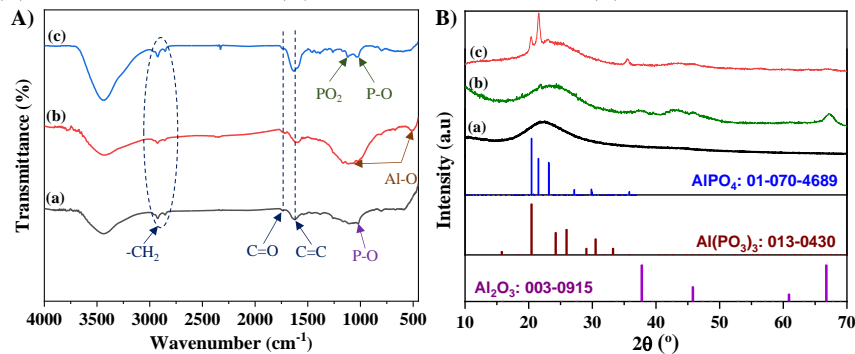 A)
(c)
PO₂
P-O
(b)
Al-O
(a)
-CH₂
C=O
C=C
P-O
Transmittance (%)
4000 3500 3000 2500 2000 1500 1000 500
Wavenumber (cm⁻¹)
B)
(c)
(b)
(a)
AlPO₄: 01-070-4689
Al(PO₃)₃: 013-0430
Al₂O₃: 003-0915
Intensity (a.u)
10 20 30 40 50 60 70
2θ (°)